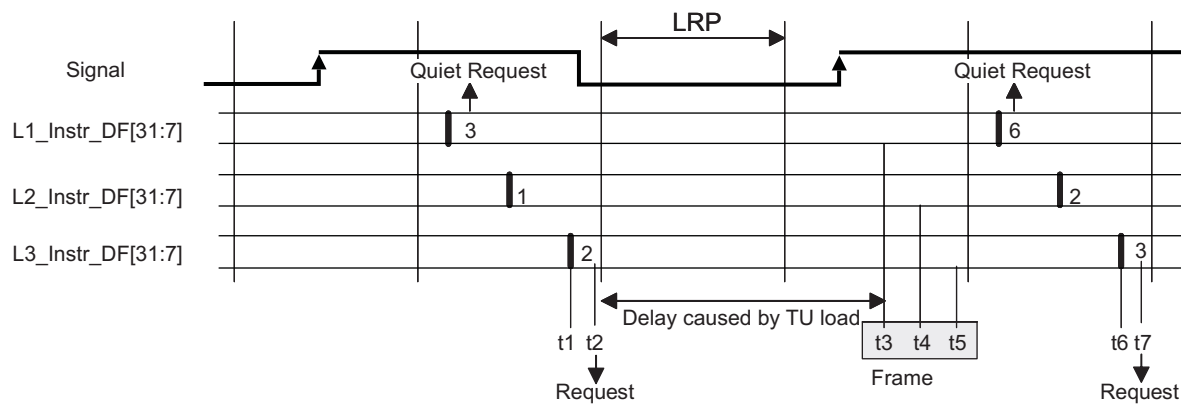 LRP
Signal
Quiet Request
Quiet Request
L1_Instr_DF[31:7]
3
6
L2_Instr_DF[31:7]
1
2
L3_Instr_DF[31:7]
2
3
Delay caused by TU load
t1 t2 t3 t4 t5 t6 t7
Frame
Request
Request